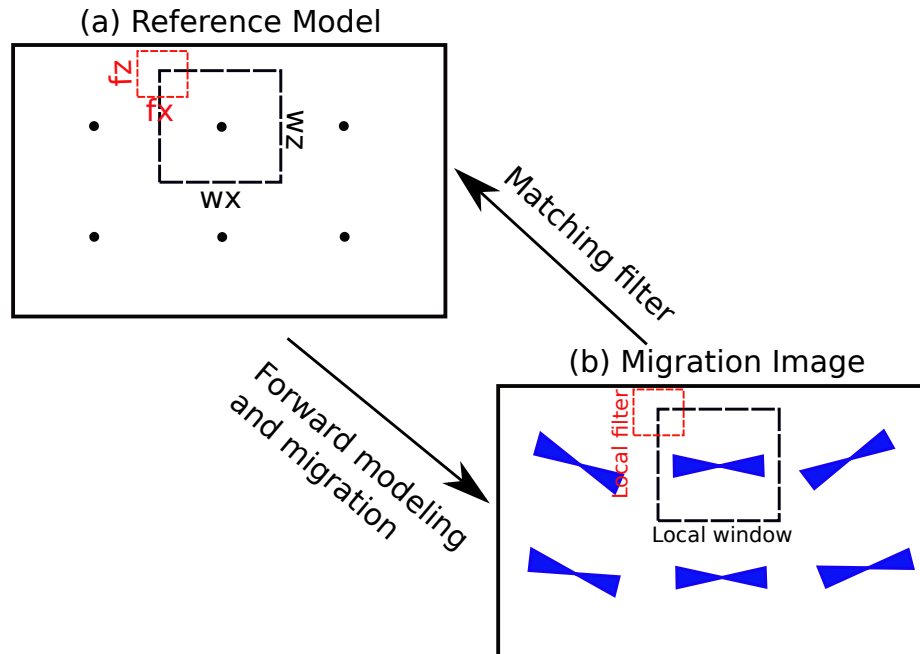 (a) Reference Model
fz
fx
wz
wx
Matching filter
Forward modeling
and migration
(b) Migration Image
Local filter
Local window